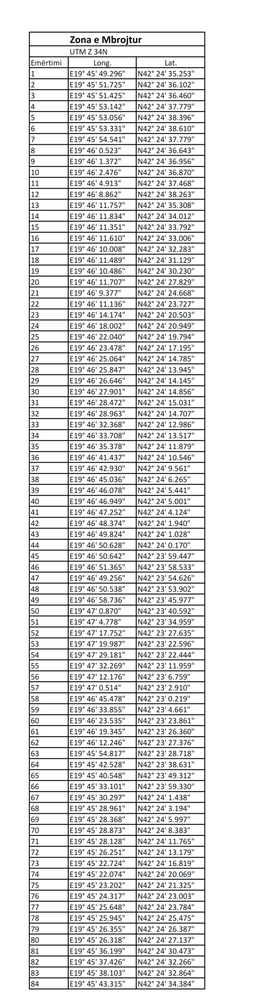 Zona e Mbrojtur
UTM Z 34N
Emërtimi Long. Lat.
1 E19° 45' 49.296" N42° 24' 35.253"
2 E19° 45' 51.725" N42° 24' 36.102"
3 E19° 45' 51.425" N42° 24' 36.460"
4 E19° 45' 53.142" N42° 24' 37.779"
5 E19° 45' 53.056" N42° 24' 38.396"
6 E19° 45' 53.331" N42° 24' 38.610"
7 E19° 45' 54.541" N42° 24' 37.779"
8 E19° 46' 0.523" N42° 24' 36.643"
9 E19° 46' 1.372" N42° 24' 36.956"
10 E19° 46' 2.476" N42° 24' 36.870"
11 E19° 46' 4.913" N42° 24' 37.468"
12 E19° 46' 8.862" N42° 24' 38.263"
13 E19° 46' 11.757" N42° 24' 35.308"
14 E19° 46' 11.834" N42° 24' 34.012"
15 E19° 46' 11.351" N42° 24' 33.792"
16 E19° 46' 11.610" N42° 24' 33.006"
17 E19° 46' 10.008" N42° 24' 32.283"
18 E19° 46' 11.489" N42° 24' 31.129"
19 E19° 46' 10.486" N42° 24' 30.230"
20 E19° 46' 11.707" N42° 24' 27.829"
21 E19° 46' 9.377" N42° 24' 24.668"
22 E19° 46' 11.136" N42° 24' 23.727"
23 E19° 46' 14.174" N42° 24' 20.503"
24 E19° 46' 18.002" N42° 24' 20.949"
25 E19° 46' 22.040" N42° 24' 19.794"
26 E19° 46' 23.478" N42° 24' 17.195"
27 E19° 46' 25.064" N42° 24' 14.785"
28 E19° 46' 25.847" N42° 24' 13.945"
29 E19° 46' 26.646" N42° 24' 14.145"
30 E19° 46' 27.901" N42° 24' 14.856"
31 E19° 46' 28.472" N42° 24' 15.031"
32 E19° 46' 28.963" N42° 24' 14.707"
33 E19° 46' 32.368" N42° 24' 12.986"
34 E19° 46' 33.708" N42° 24' 13.517"
35 E19° 46' 35.378" N42° 24' 11.879"
36 E19° 46' 41.437" N42° 24' 10.546"
37 E19° 46' 42.930" N42° 24' 9.561"
38 E19° 46' 45.036" N42° 24' 6.265"
39 E19° 46' 46.078" N42° 24' 5.441"
40 E19° 46' 46.949" N42° 24' 5.001"
41 E19° 46' 47.252" N42° 24' 4.124"
42 E19° 46' 48.374" N42° 24' 1.940"
43 E19° 46' 49.824" N42° 24' 1.028"
44 E19° 46' 50.628" N42° 24' 0.170"
45 E19° 46' 50.642" N42° 23' 59.447"
46 E19° 46' 51.365" N42° 23' 58.533"
47 E19° 46' 49.256" N42° 23' 54.626"
48 E19° 46' 50.538" N42° 23' 53.902"
49 E19° 46' 58.736" N42° 23' 45.977"
50 E19° 47' 0.870" N42° 23' 40.592"
51 E19° 47' 4.778" N42° 23' 34.959"
52 E19° 47' 17.752" N42° 23' 27.635"
53 E19° 47' 19.987" N42° 23' 22.596"
54 E19° 47' 29.181" N42° 23' 22.444"
55 E19° 47' 32.269" N42° 23' 11.959"
56 E19° 47' 12.176" N42° 23' 6.759"
57 E19° 47' 0.514" N42° 23' 2.910"
58 E19° 46' 45.478" N42° 23' 0.219"
59 E19° 46' 33.855" N42° 23' 4.661"
60 E19° 46' 23.535" N42° 23' 23.861"
61 E19° 46' 19.345" N42° 23' 26.360"
62 E19° 46' 12.246" N42° 23' 27.376"
63 E19° 45' 54.817" N42° 23' 28.718"
64 E19° 45' 42.528" N42° 23' 38.631"
65 E19° 45' 40.548" N42° 23' 49.312"
66 E19° 45' 33.101" N42° 23' 59.330"
67 E19° 45' 30.297" N42° 24' 1.438"
68 E19° 45' 28.961" N42° 24' 3.194"
69 E19° 45' 28.368" N42° 24' 5.997"
70 E19° 45' 28.873" N42° 24' 8.383"
71 E19° 45' 28.128" N42° 24' 11.765"
72 E19° 45' 26.251" N42° 24' 13.179"
73 E19° 45' 22.724" N42° 24' 16.819"
74 E19° 45' 22.074" N42° 24' 20.069"
75 E19° 45' 23.202" N42° 24' 21.325"
76 E19° 45' 24.317" N42° 24' 23.003"
77 E19° 45' 25.648" N42° 24' 23.784"
78 E19° 45' 25.945" N42° 24' 25.475"
79 E19° 45' 26.355" N42° 24' 26.387"
80 E19° 45' 26.318" N42° 24' 27.137"
81 E19° 45' 36.199" N42° 24' 30.473"
82 E19° 45' 37.426" N42° 24' 32.266"
83 E19° 45' 38.103" N42° 24' 32.864"
84 E19° 45' 43.315" N42° 24' 34.384"